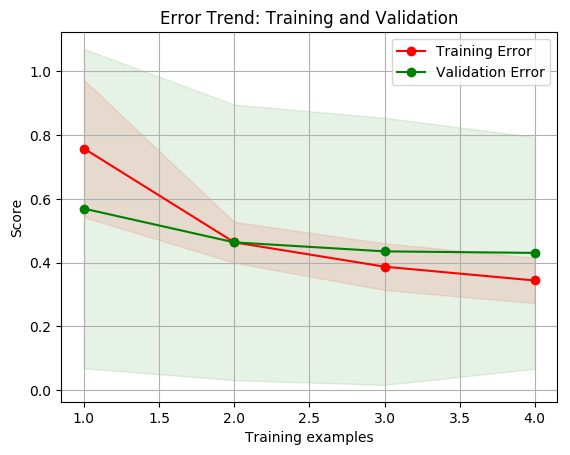 Error Trend: Training and Validation
Training Error
Validation Error
Score
1.0
0.8
0.6
0.4
0.2
0.0
1.0 1.5 2.0 2.5 3.0 3.5 4.0
Training examples